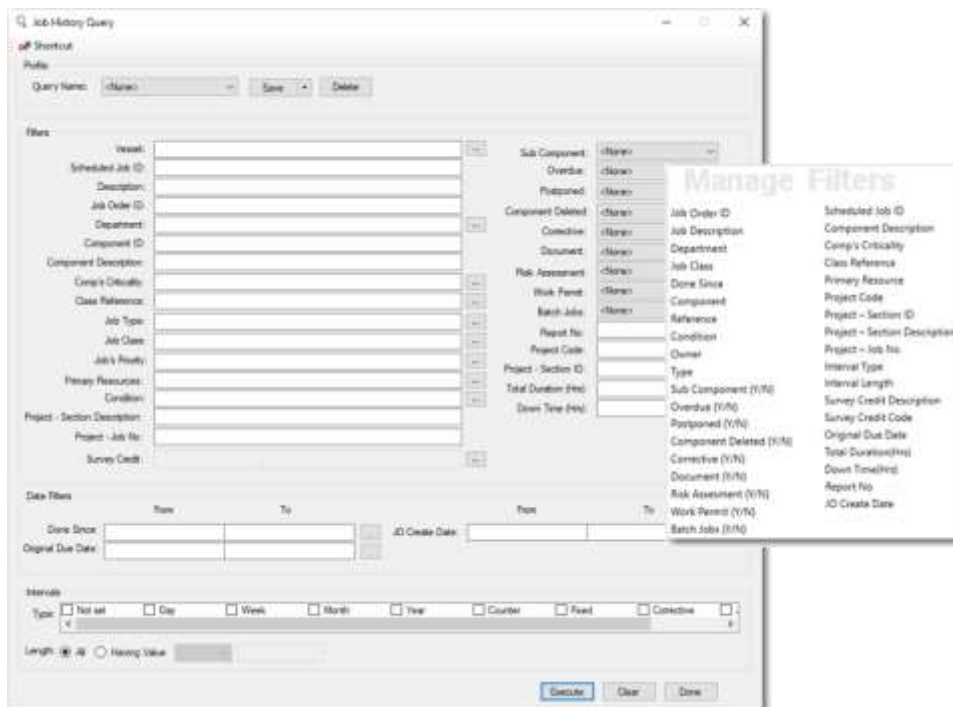 Job History Query
Shortcut
Profile
Query Name: <None> Save Delete
Filters
Vessel:
Scheduled Job ID:
Description:
Job Order ID:
Department:
Component ID:
Component Description:
Comp's Criticality:
Class Reference:
Job Type:
Job Class:
Job's Priority:
Primary Resources:
Condition:
Project - Section Description:
Project - Job No:
Survey Credit:
Sub Component: <None>
Overdue: <None>
Postponed: <None>
Component Deleted: <None>
Corrective: <None>
Document: <None>
Risk Assessment: <None>
Work Permit: <None>
Batch Jobs: <None>
Report No:
Project Code:
Project - Section ID:
Total Duration (Hrs):
Down Time (Hrs):
Manage Filters
Job Order ID
Job Description
Department
Job Class
Done Since
Component
Reference
Condition
Owner
Type
Sub Component (Y/N)
Overdue (Y/N)
Postponed (Y/N)
Component Deleted (Y/N)
Corrective (Y/N)
Document (Y/N)
Risk Assesment (Y/N)
Work Permit (Y/N)
Batch Jobs (Y/N)
Scheduled Job ID
Component Description
Comp's Criticality
Class Reference
Primary Resource
Project Code
Project – Section ID
Project – Section Description
Project – Job No.
Interval Type
Interval Length
Survey Credit Description
Survey Credit Code
Original Due Date
Total Duration(Hrs)
Down Time(Hrs)
Report No
JO Create Date
Date Filters
From To From To
Done Since: JO Create Date:
Original Due Date:
Intervals
Type: Not set Day Week Month Year Counter Fixed Corrective
Length: All Having Value
Execute Clear Done